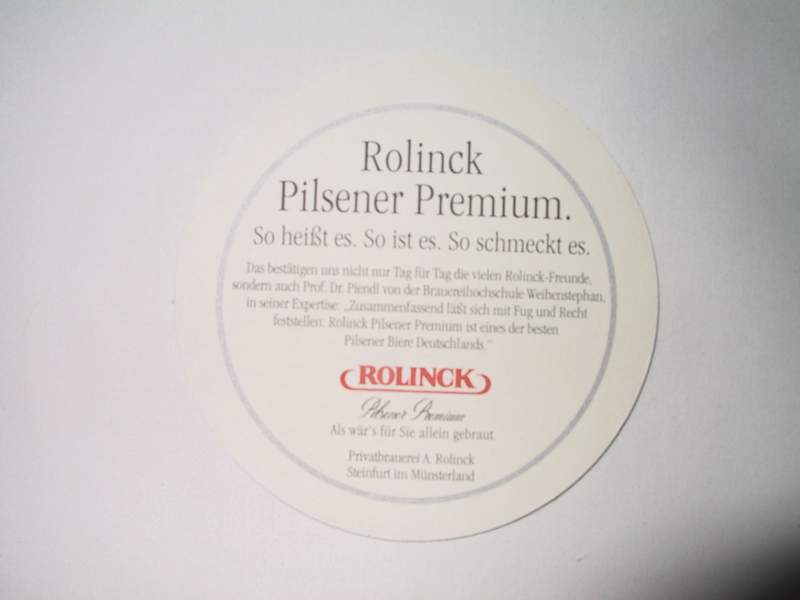 Rolinck
Pilsener Premium.
So heißt es. So ist es. So schmeckt es.
Das bestätigen uns nicht nur Tag für Tag die vielen Rolinck-Freunde,
sondern auch Prof. Dr. Piendl von der Brauereihochschule Weihenstephan,
in seiner Expertise: „Zusammenfassend läßt sich mit Fug und Recht
feststellen: Rolinck Pilsener Premium ist eines der besten
Pilsener Biere Deutschlands.“
ROLINCK
Pilsener Premium
Als wär's für Sie allein gebraut.
Privatbrauerei A. Rolinck
Steinfurt im Münsterland